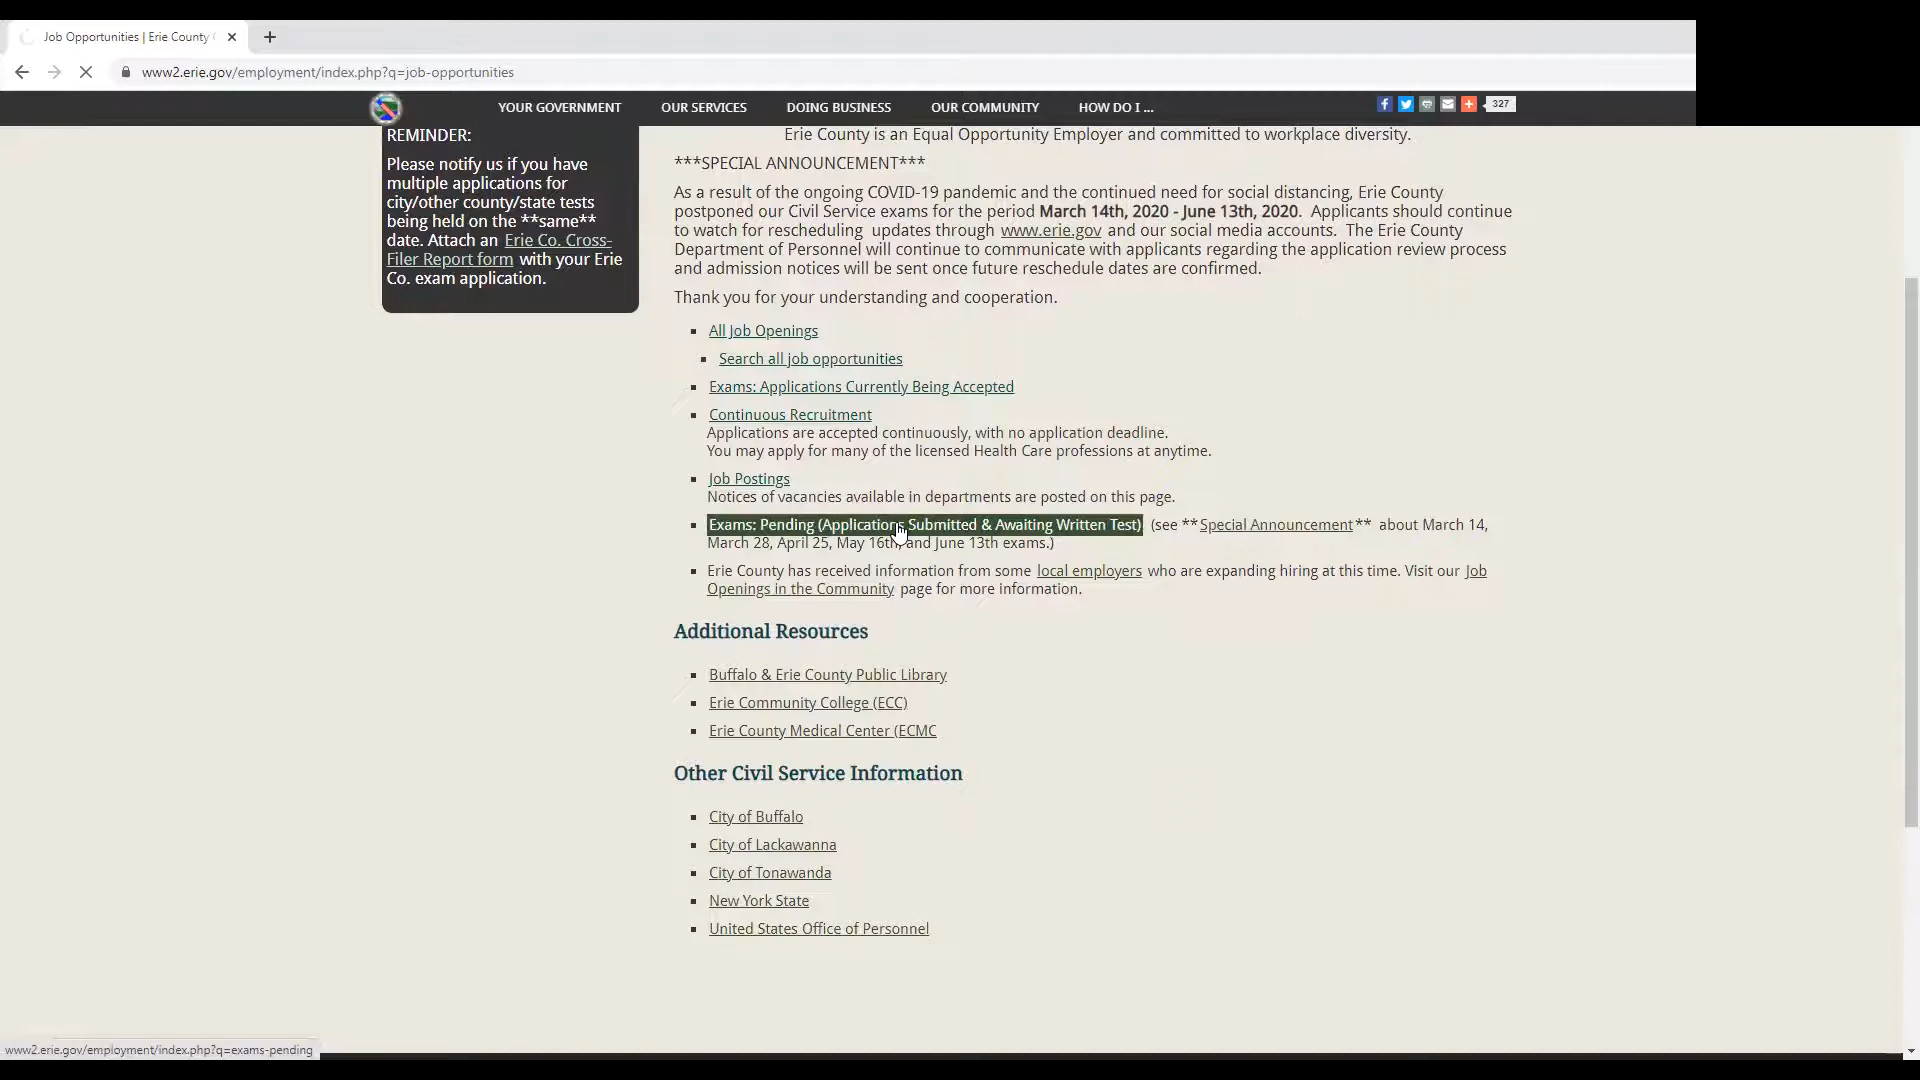 Job Opportunities | Erie County
www2.erie.gov/employment/index.php?q=job-opportunities
YOUR GOVERNMENT
OUR SERVICES
DOING BUSINESS
OUR COMMUNITY
HOW DO I ...
327
REMINDER:
Please notify us if you have
multiple applications for
city/other county/state tests
being held on the **same**
date. Attach an Erie Co. Cross-
Filer Report form with your Erie
Co. exam application.
Erie County is an Equal Opportunity Employer and committed to workplace diversity.
***SPECIAL ANNOUNCEMENT***
As a result of the ongoing COVID-19 pandemic and the continued need for social distancing, Erie County
postponed our Civil Service exams for the period March 14th, 2020 - June 13th, 2020. Applicants should continue
to watch for rescheduling updates through www.erie.gov and our social media accounts. The Erie County
Department of Personnel will continue to communicate with applicants regarding the application review process
and admission notices will be sent once future reschedule dates are confirmed.
Thank you for your understanding and cooperation.
All Job Openings
Search all job opportunities
Exams: Applications Currently Being Accepted
Continuous Recruitment
Applications are accepted continuously, with no application deadline.
You may apply for many of the licensed Health Care professions at anytime.
Job Postings
Notices of vacancies available in departments are posted on this page.
Exams: Pending (Applications Submitted & Awaiting Written Test) (see **Special Announcement** about March 14,
March 28, April 25, May 16th, and June 13th exams.)
Erie County has received information from some local employers who are expanding hiring at this time. Visit our Job
Openings in the Community page for more information.
Additional Resources
Buffalo & Erie County Public Library
Erie Community College (ECC)
Erie County Medical Center (ECMC
Other Civil Service Information
City of Buffalo
City of Lackawanna
City of Tonawanda
New York State
United States Office of Personnel
www2.erie.gov/employment/index.php?q=exams-pending